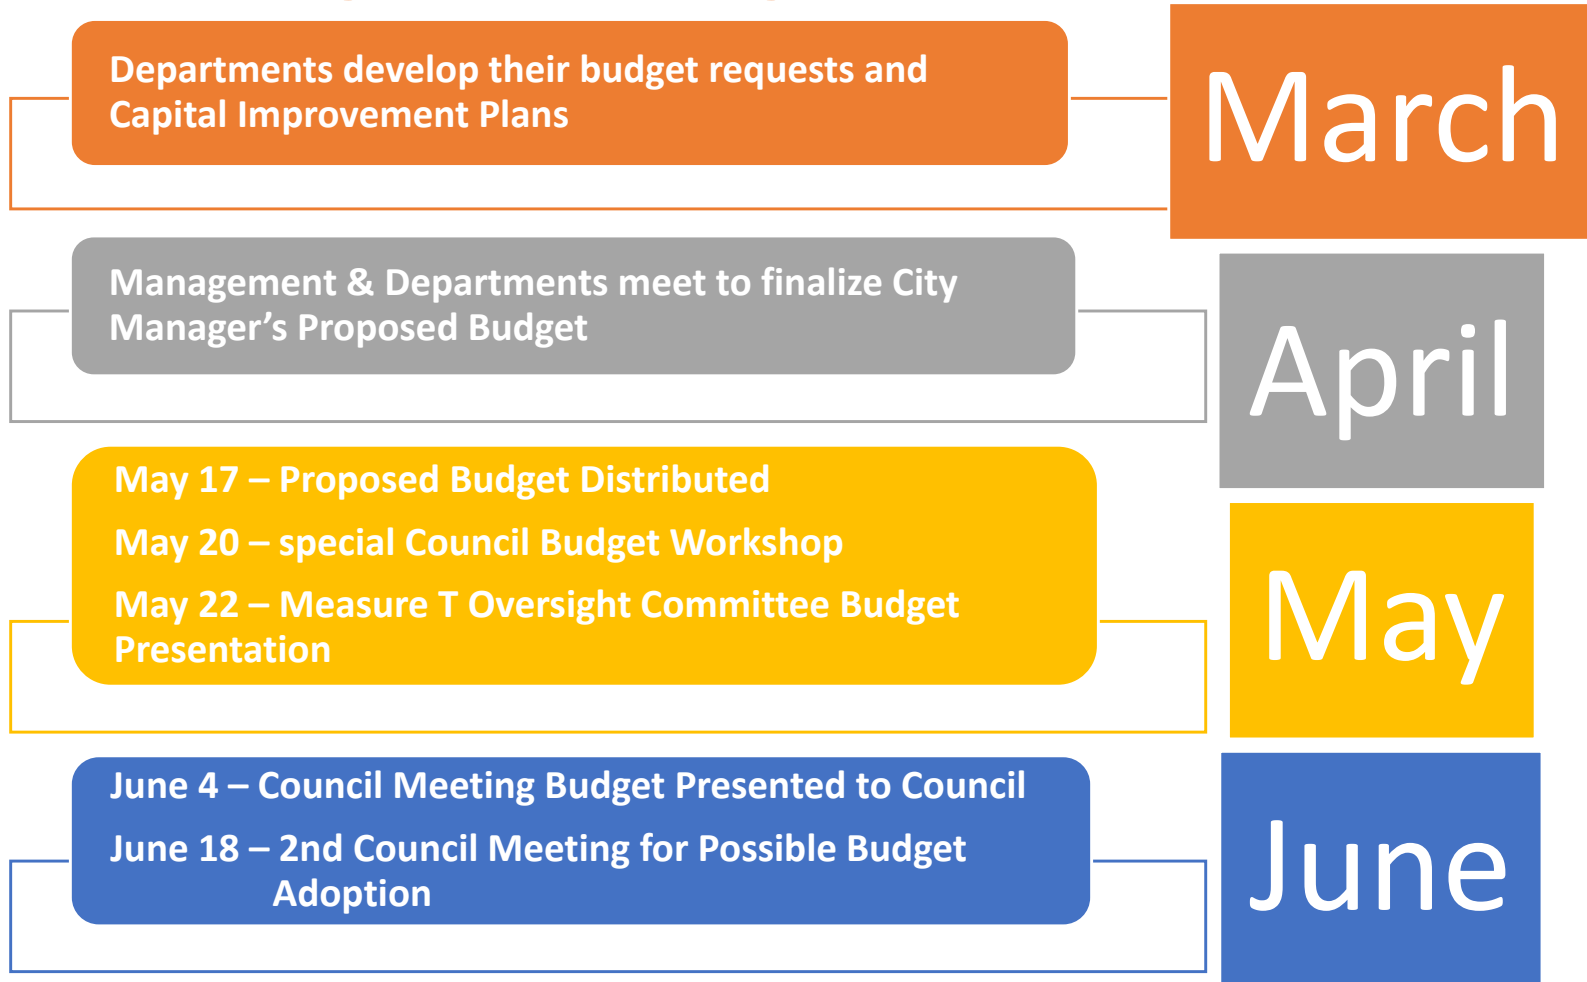 Departments develop their budget requests and
Capital Improvement Plans
March
Management & Departments meet to finalize City
Manager’s Proposed Budget
April
May 17 – Proposed Budget Distributed
May 20 – special Council Budget Workshop
May 22 – Measure T Oversight Committee Budget
Presentation
May
June 4 – Council Meeting Budget Presented to Council
June 18 – 2nd Council Meeting for Possible Budget
Adoption
June